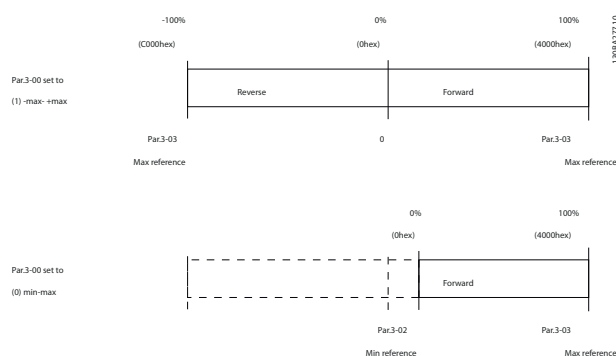 -100% 0% 100%
(C000hex) (0hex) (4000hex)
Par.3-00 set to
(1) -max- +max
Reverse Forward
Par.3-03 0 Par.3-03
Max reference Max reference
0% 100%
(0hex) (4000hex)
Par.3-00 set to
(0) min-max
Forward
Par.3-02 Par.3-03
Min reference Max reference